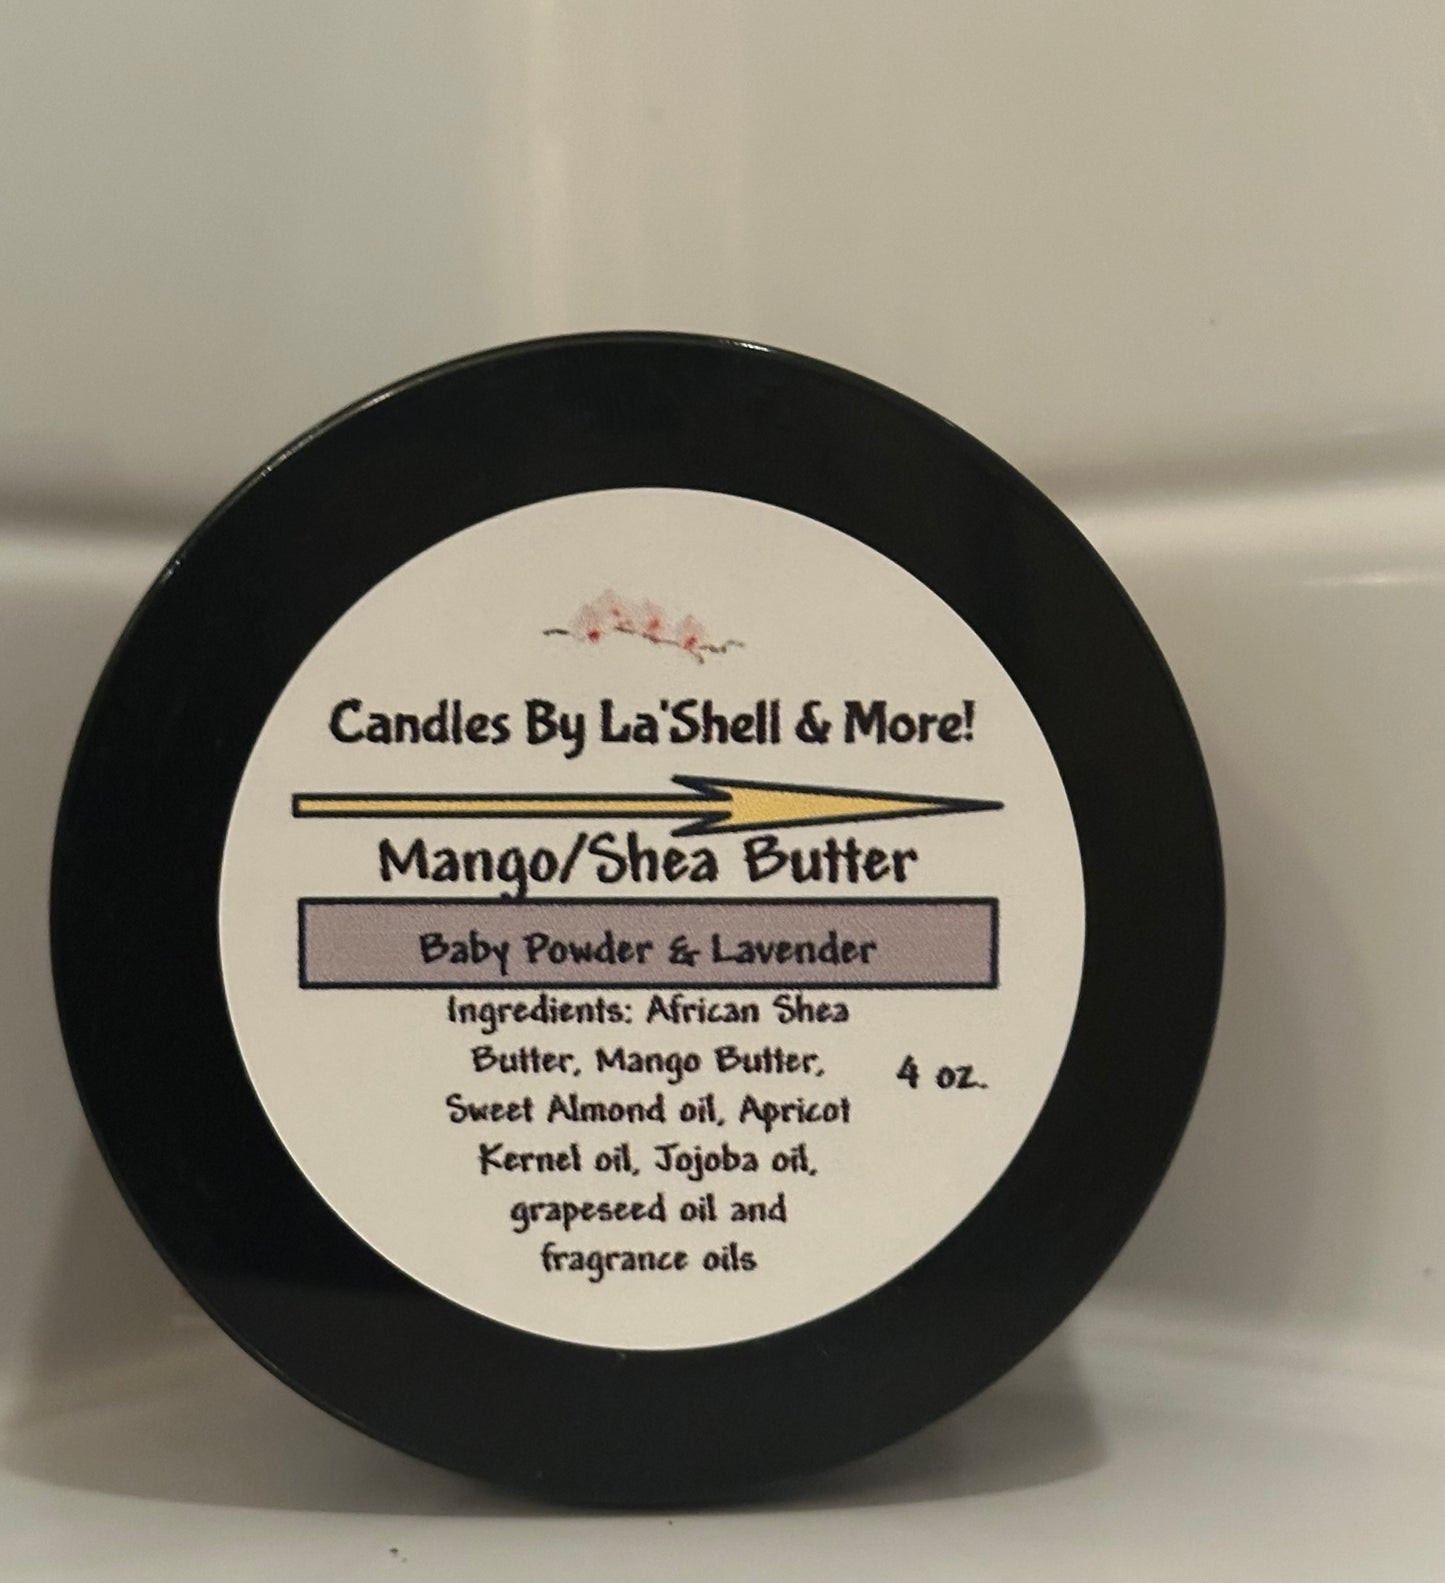 Candles By La'Shell & More!
Mango/Shea Butter
Baby Powder & Lavender
Ingredients: African Shea
Butter, Mango Butter,
4 oz.
Sweet Almond oil, Apricot
Kernel oil, Jojoba oil,
grapeseed oil and
fragrance oils